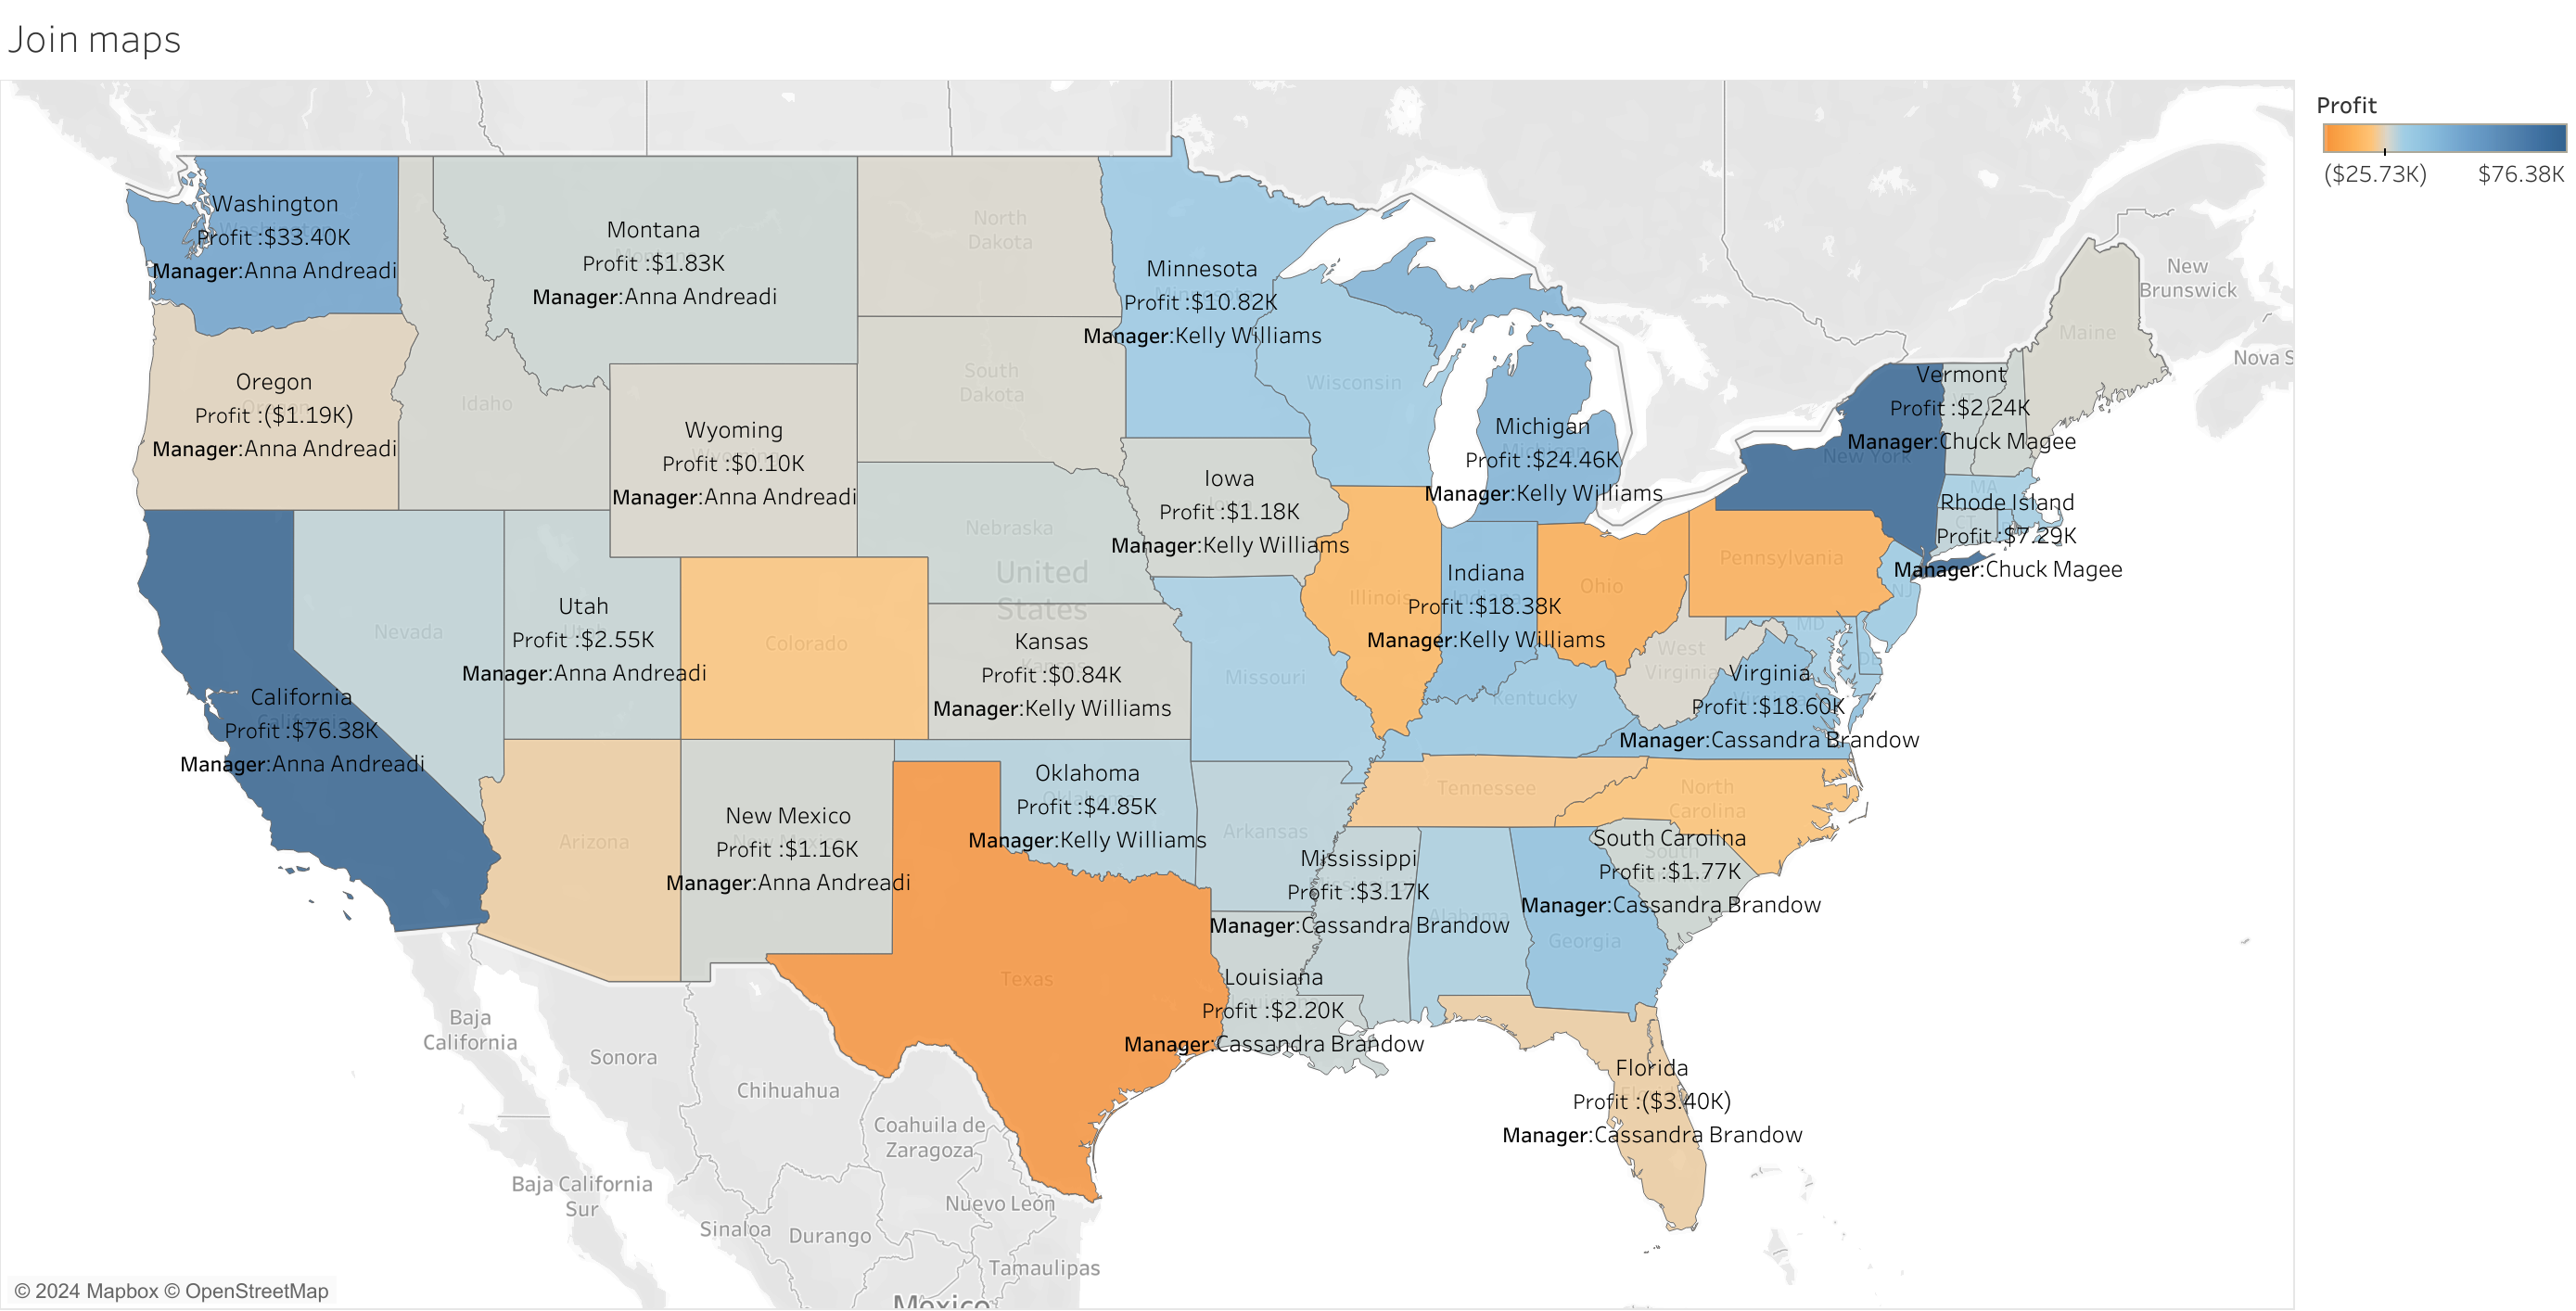 Join maps
Profit
($25.73K) $76.38K
Washington
Profit :$33.40K
Manager:Anna Andreadi
Montana
Profit :$1.83K
Manager:Anna Andreadi
North
Dakota
Minnesota
Profit :$10.82K
Manager:Kelly Williams
New
Brunswick
Maine
Nova S
Oregon
Profit :($1.19K)
Manager:Anna Andreadi
Idaho
South
Dakota
Wisconsin
Vermont
Profit :$2.24K
Manager:Chuck Magee
New York
Wyoming
Profit :$0.10K
Manager:Anna Andreadi
Michigan
Profit :$24.46K
Manager:Kelly Williams
Iowa
Profit :$1.18K
Manager:Kelly Williams
MA
Rhode Island
CT
Profit :$7.29K
Manager:Chuck Magee
Nebraska
United
States
Pennsylvania
Ohio
Illinois
Indiana
Profit :$18.38K
Manager:Kelly Williams
NJ
MD
DE
Nevada
Utah
Profit :$2.55K
Manager:Anna Andreadi
Colorado
Kansas
Profit :$0.84K
Manager:Kelly Williams
Missouri
Kentucky
West
Virginia
Virginia
Profit :$18.60K
Manager:Cassandra Brandow
California
Profit :$76.38K
Manager:Anna Andreadi
Arizona
New Mexico
Profit :$1.16K
Manager:Anna Andreadi
Oklahoma
Profit :$4.85K
Manager:Kelly Williams
Arkansas
Tennessee
North
Carolina
South Carolina
Profit :$1.77K
Manager:Cassandra Brandow
Mississippi
Profit :$3.17K
Manager:Cassandra Brandow
Alabama
Georgia
Texas
Louisiana
Profit :$2.20K
Manager:Cassandra Brandow
Florida
Profit :($3.40K)
Manager:Cassandra Brandow
Baja
California
Sonora
Chihuahua
Coahuila de
Zaragoza
Baja California
Sur
Sinaloa
Durango
Nuevo León
Tamaulipas
Mexico
© 2024 Mapbox © OpenStreetMap